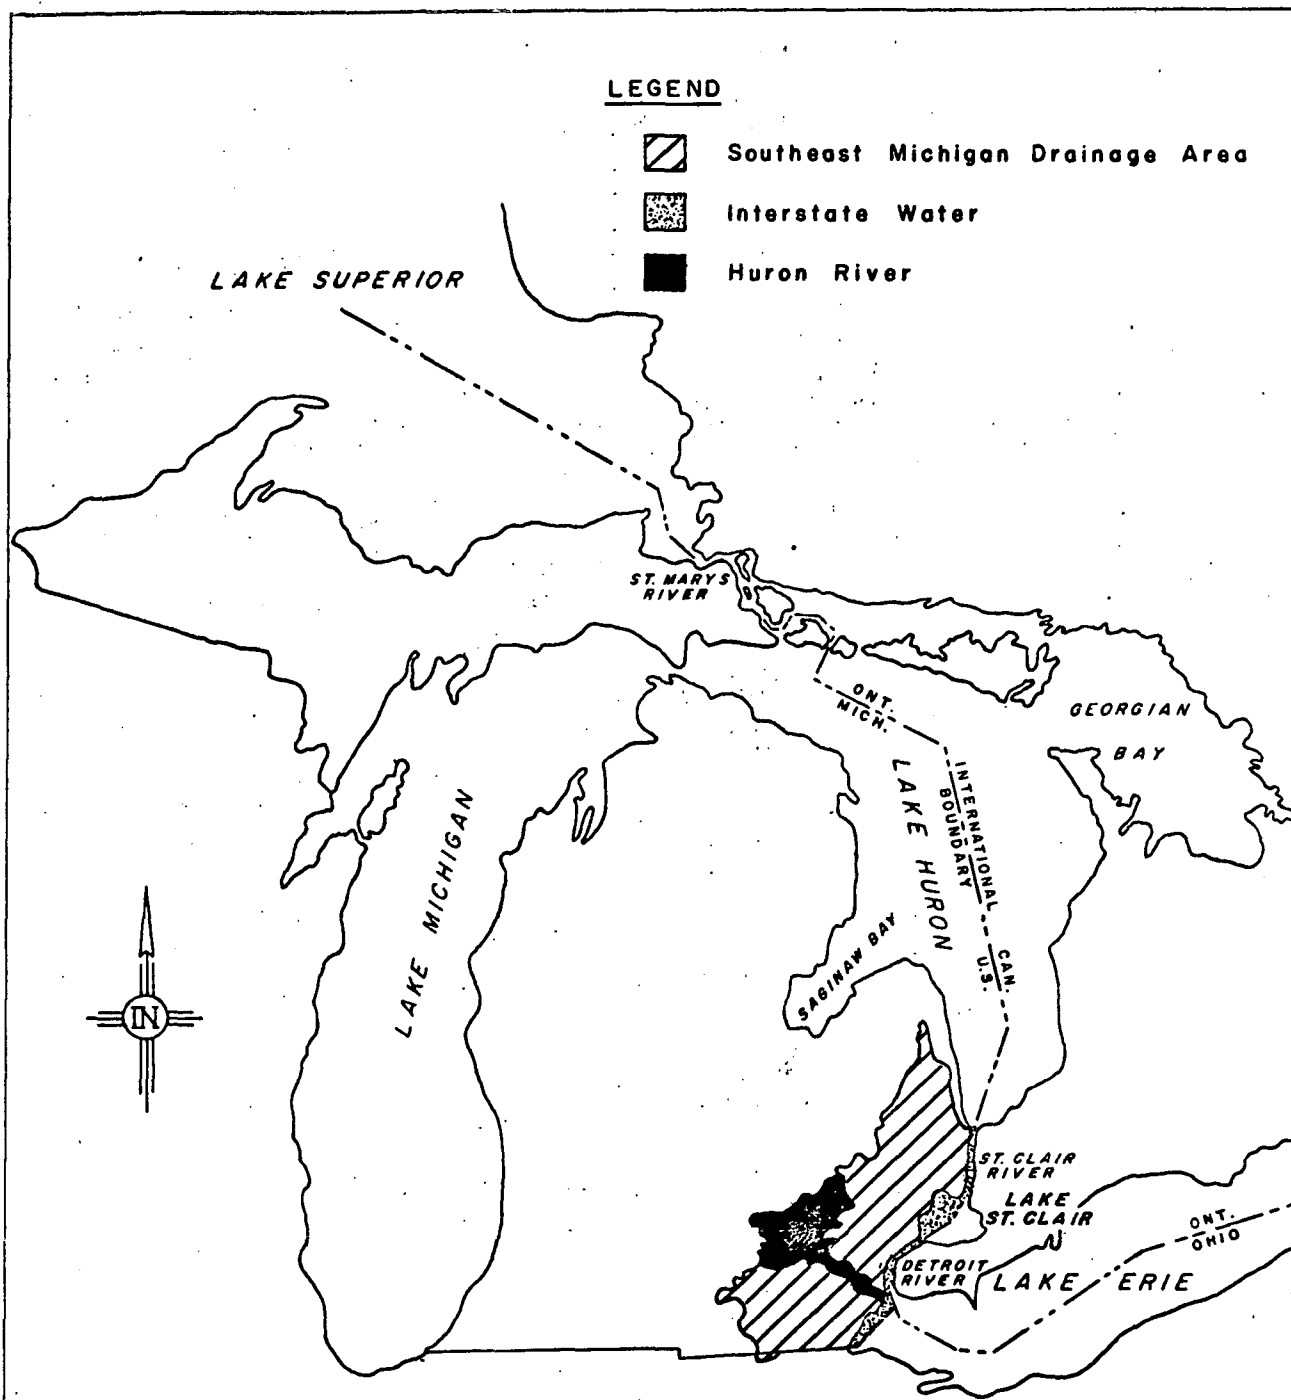 LEGEND
Southeast Michigan Drainage Area
Interstate Water
Huron River
LAKE SUPERIOR
ST. MARYS
RIVER
ONT.
MICH.
GEORGIAN
BAY
LAKE HURON
INTERNATIONAL
BOUNDARY
LAKE MICHIGAN
SAGINAW BAY
CAN.
U.S.
N
ST. CLAIR
RIVER
LAKE
ST. CLAIR
ONT.
OHIO
DETROIT
RIVER
LAKE ERIE